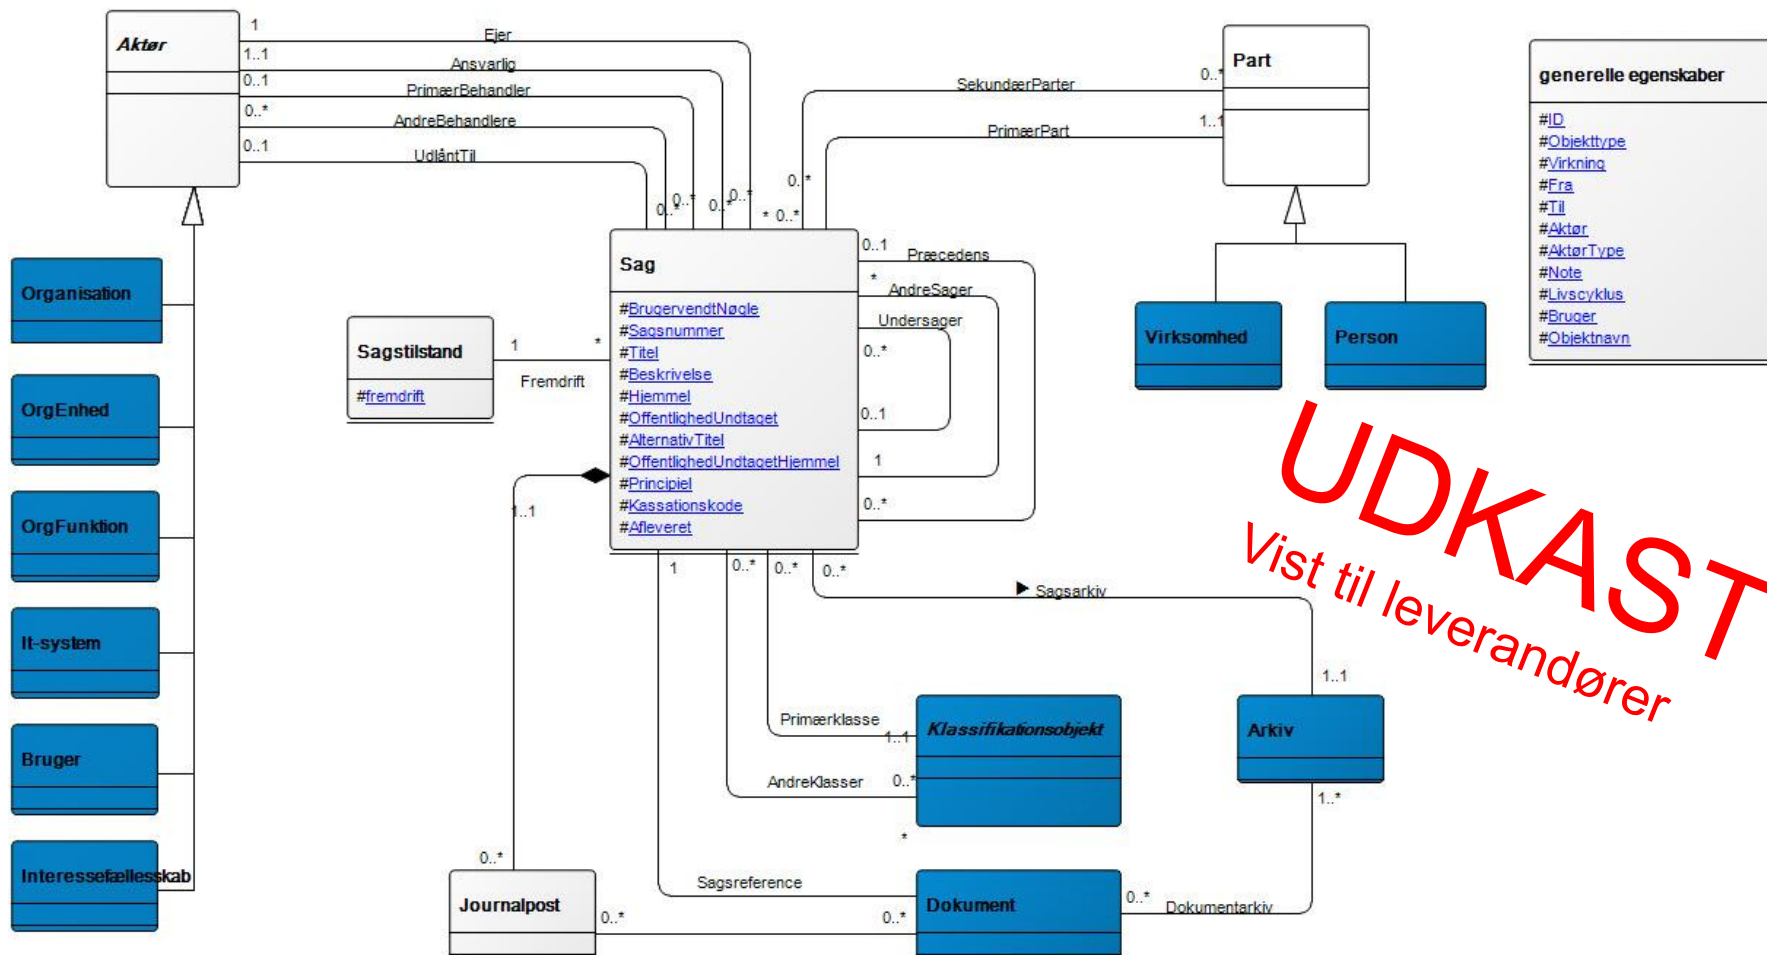 Aktør
1
1..1
0..1
0..*
0..1
Ejer
Ansvarlig
PrimærBehandler
AndreBehandlere
UdlåntTil
0..*
0..*
0..*
0..*
*
0..*
0..*
SekundærParter
0..*
PrimærPart
1..1
Part
generelle egenskaber
#ID
#Objekttype
#Virkning
#Fra
#Til
#Aktør
#AktørType
#Note
#Livscyklus
#Bruger
#Objektnavn
Organisation
OrgEnhed
OrgFunktion
It-system
Bruger
Interessefællesskab
Sagstilstand
#fremdrift
1
*
Fremdrift
Sag
#BrugervendtNøgle
#Sagsnummer
#Titel
#Beskrivelse
#Hjemmel
#OffentlighedUndtaget
#AlternativTitel
#OffentlighedUndtagetHjemmel
#Principiel
#Kassationskode
#Afleveret
0..1
Præcedens
*
AndreSager
Undersager
0..*
0..1
1
0..*
Virksomhed
Person
UDKAST
Vist til leverandører
1..1
1
0..*
0..*
0..*
Sagsarkiv
1..1
Primærklasse
1..1
Klassifikationsobjekt
AndreKlasser
0..*
Arkiv
1..*
*
Sagsreference
Dokument
0..*
Dokumentarkiv
0..*
Journalpost
0..*
0..*